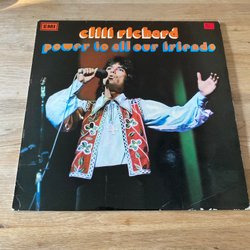 EMI
cliff richard
power to all our friends